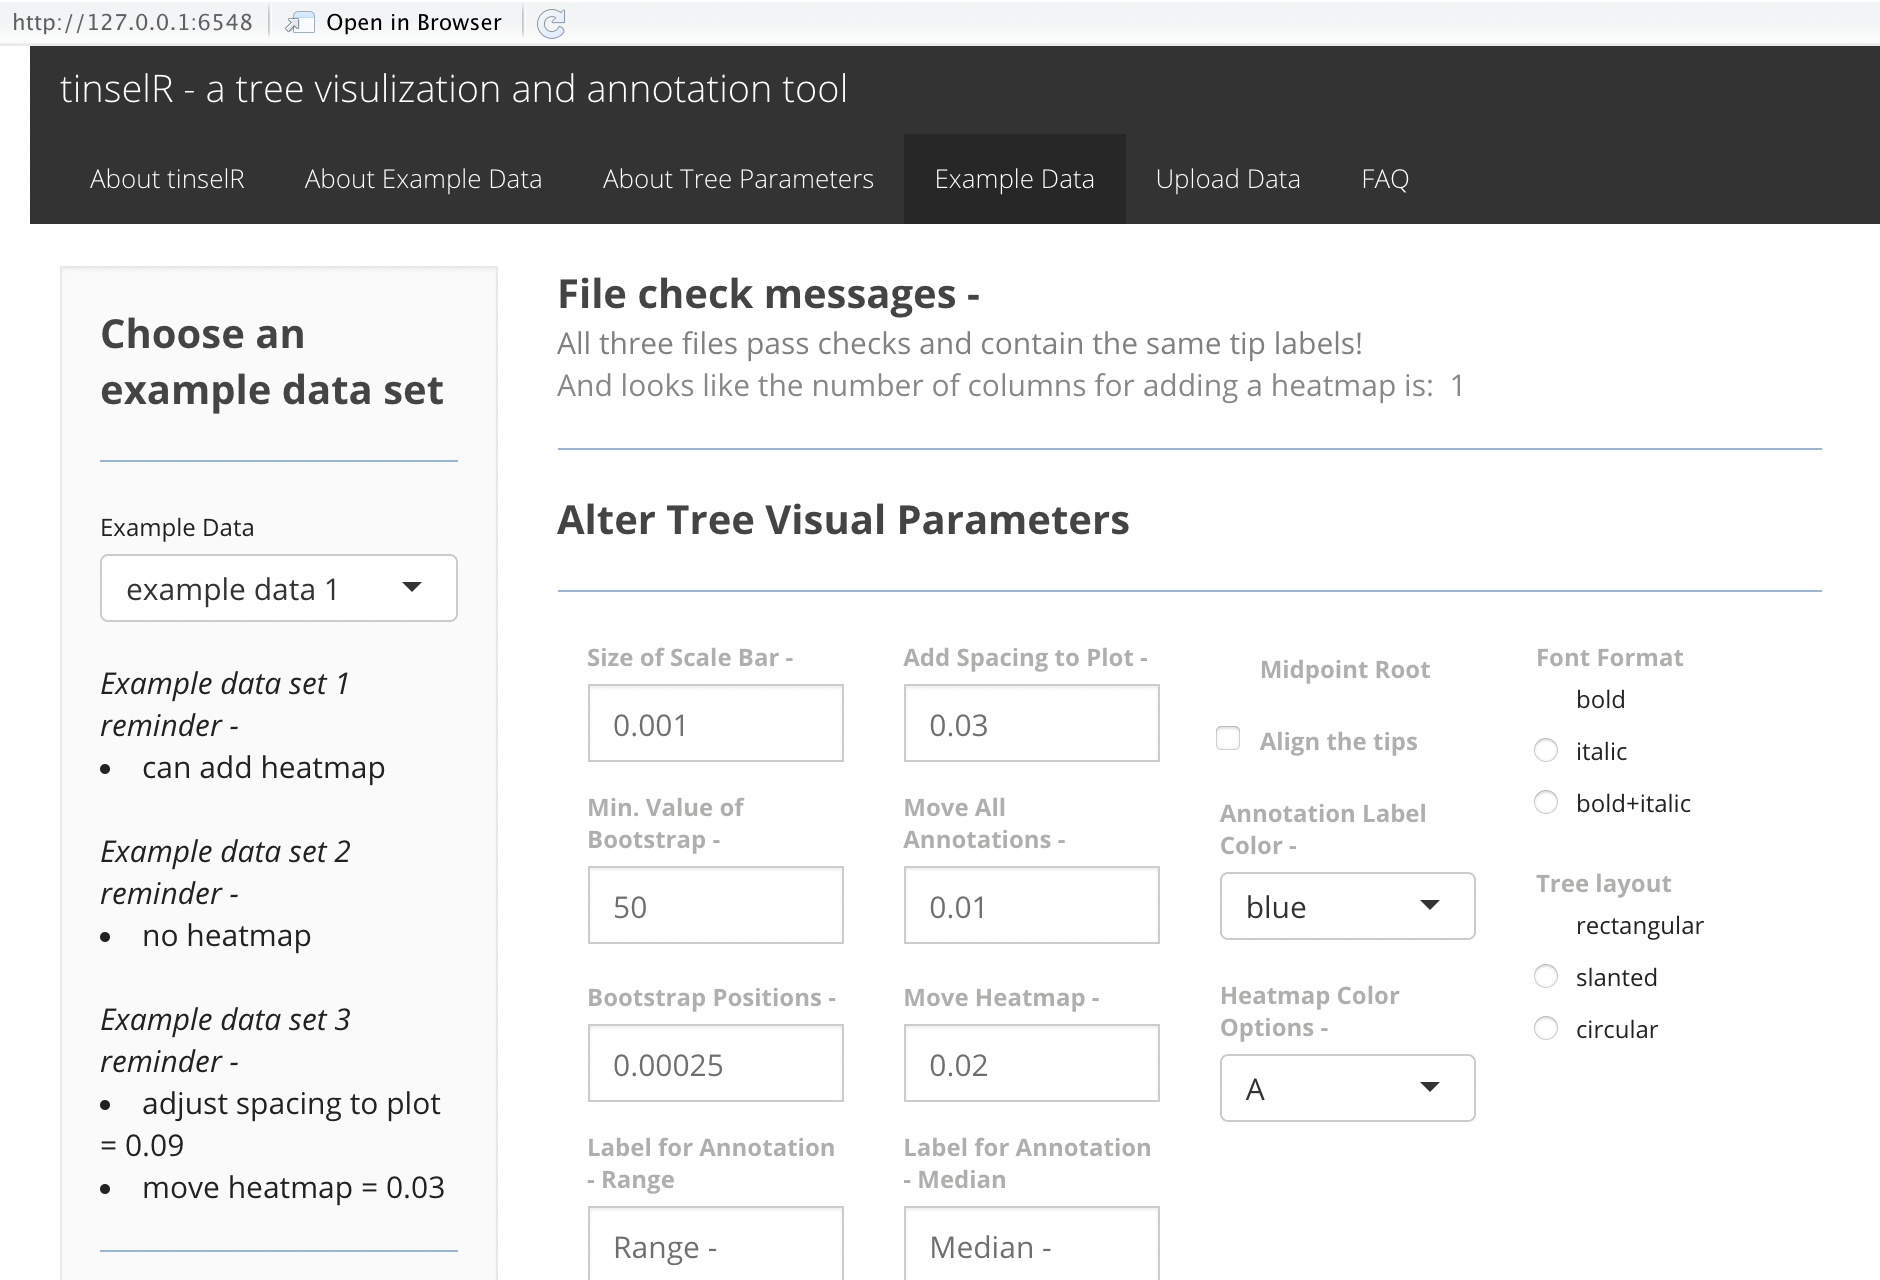 http://127.0.0.1:6548
Open in Browser
tinselR - a tree visulization and annotation tool
About tinselR
About Example Data
About Tree Parameters
Example Data
Upload Data
FAQ
Choose an
example data set
Example Data
example data 1
Example data set 1
reminder -
• can add heatmap
Example data set 2
reminder -
• no heatmap
Example data set 3
reminder -
• adjust spacing to plot
= 0.09
• move heatmap = 0.03
File check messages -
All three files pass checks and contain the same tip labels!
And looks like the number of columns for adding a heatmap is: 1
Alter Tree Visual Parameters
Size of Scale Bar -
0.001
Min. Value of
Bootstrap -
50
Bootstrap Positions -
0.00025
Label for Annotation
- Range
Range -
Add Spacing to Plot -
0.03
Move All
Annotations -
0.01
Move Heatmap -
0.02
Label for Annotation
- Median
Median -
Midpoint Root
Align the tips
Annotation Label
Color -
blue
Heatmap Color
Options -
A
Font Format
bold
italic
bold+italic
Tree layout
rectangular
slanted
circular